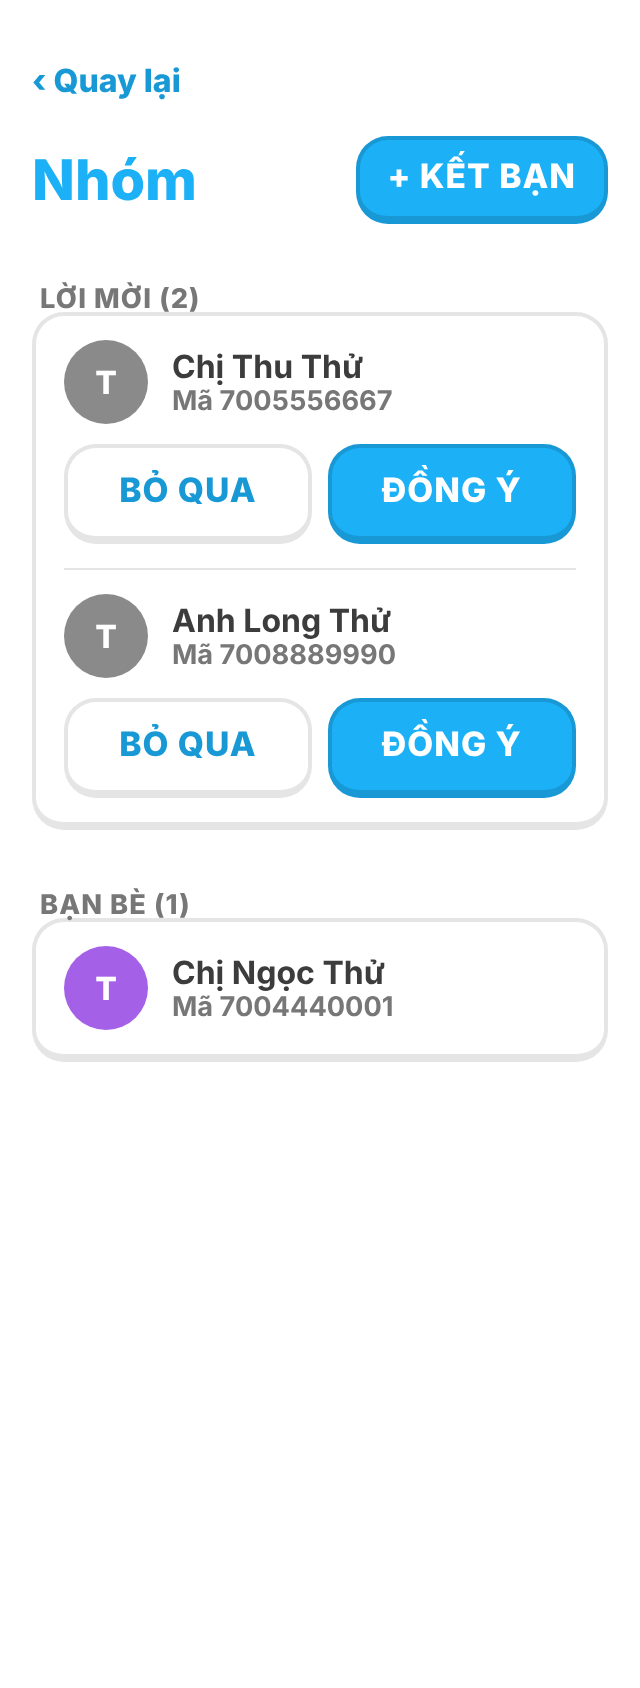 ‹ Quay lại
Nhóm
+ KẾT BẠN
LỜI MỜI (2)
T
Chị Thu Thử
Mã 7005556667
BỎ QUA
ĐỒNG Ý
T
Anh Long Thử
Mã 7008889990
BỎ QUA
ĐỒNG Ý
BẠN BÈ (1)
T
Chị Ngọc Thử
Mã 7004440001